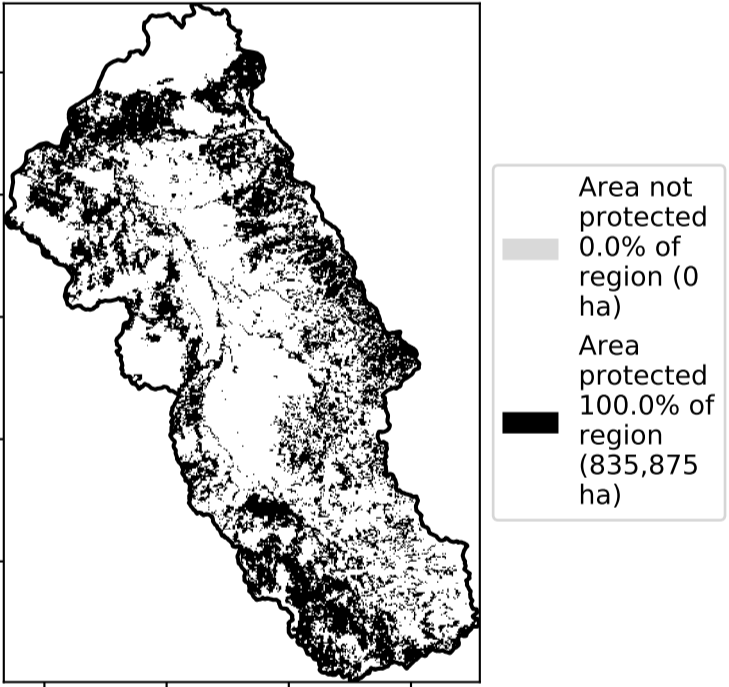 Area not
protected
0.0% of
region (0
ha)
Area
protected
100.0% of
region
(835,875
ha)